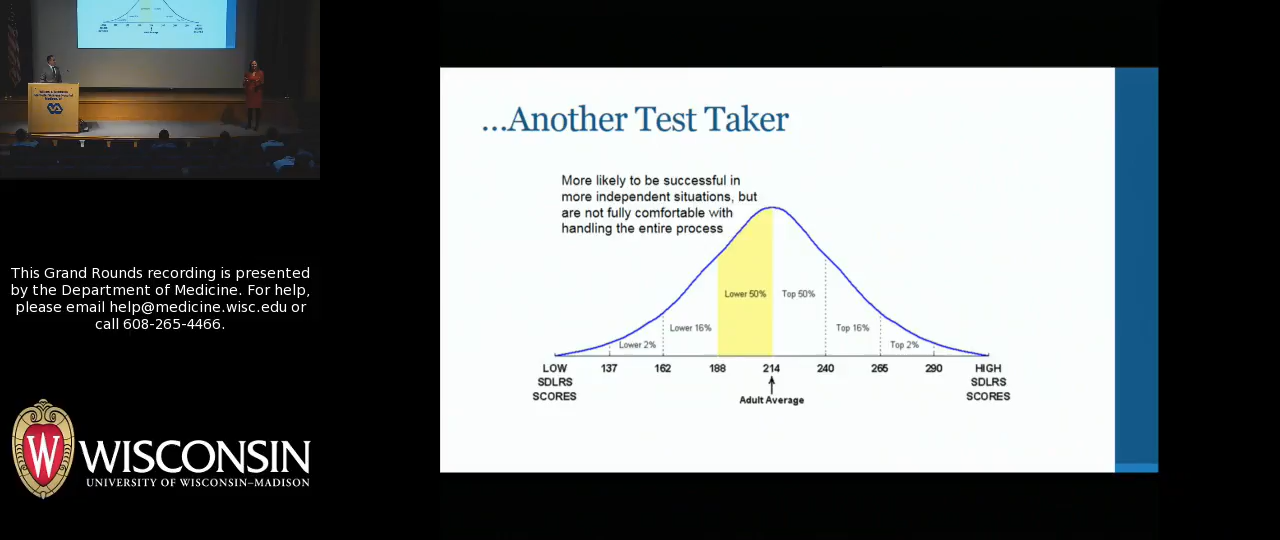 ...Another Test Taker
More likely to be successful in
more independent situations, but
are not fully comfortable with
handling the entire process
Lower 50%
Top 50%
Lower 16%
Top 16%
Lower 2%
Top 2%
LOW
SDLRS
SCORES
137
162
188
214
240
265
290
HIGH
SDLRS
SCORES
Adult Average
This Grand Rounds recording is presented
by the Department of Medicine. For help,
please email help@medicine.wisc.edu or
call 608-265-4466.
W
WISCONSIN
UNIVERSITY OF WISCONSIN–MADISON